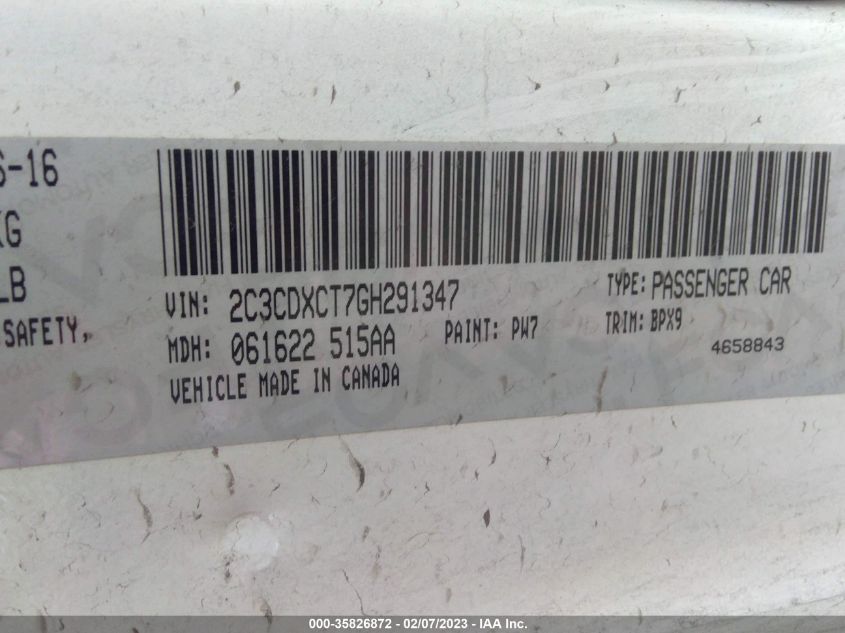 6-16
KG
LB
SAFETY,
VIN: 2C3CDXCT7GH291347
TYPE: PASSENGER CAR
MDH: 061622 515AA
PAINT: PW7
TRIM: BPX9
4658843
VEHICLE MADE IN CANADA
000-35826872 — 02/07/2023 - IAA Inc.